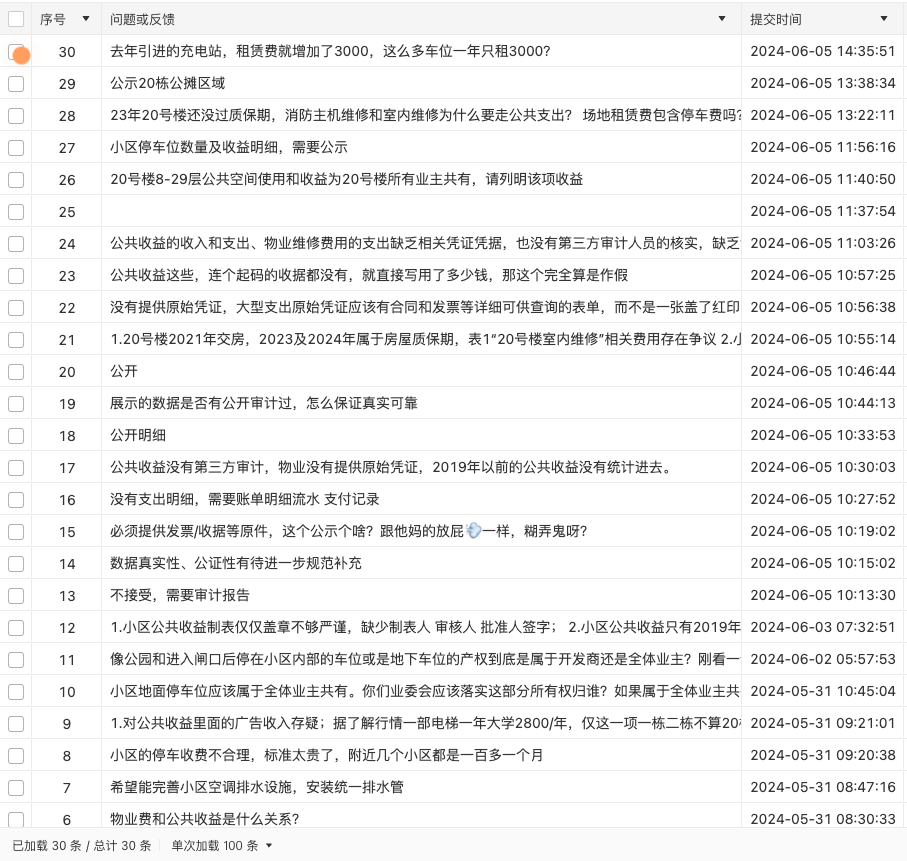 序号 问题或反馈 提交时间
30 去年引进的充电站，租赁费就增加了3000，这么多车位一年只租3000? 2024-06-05 14:35:51
29 公示20栋公摊区域 2024-06-05 13:38:34
28 23年20号楼还没过质保期，消防主机维修和室内维修为什么要走公共支出? 场地租赁费包含停车费吗? 2024-06-05 13:22:11
27 小区停车位数量及收益明细，需要公示 2024-06-05 11:56:16
26 20号楼8-29层公共空间使用和收益为20号楼所有业主共有，请列明该项收益 2024-06-05 11:40:50
25 2024-06-05 11:37:54
24 公共收益的收入和支出、物业维修费用的支出缺乏相关凭证凭据，也没有第三方审计人员的核实，缺乏 2024-06-05 11:03:26
23 公共收益这些，连个起码的收据都没有，就直接写用了多少钱，那这个完全算是作假 2024-06-05 10:57:25
22 没有提供原始凭证，大型支出原始凭证应该有合同和发票等详细可供查询的表单，而不是一张盖了红印 2024-06-05 10:56:38
21 1.20号楼2021年交房，2023及2024年属于房屋质保期，表1“20号楼室内维修”相关费用存在争议 2.小 2024-06-05 10:55:14
20 公开 2024-06-05 10:46:44
19 展示的数据是否有公开审计过，怎么保证真实可靠 2024-06-05 10:44:13
18 公开明细 2024-06-05 10:33:53
17 公共收益没有第三方审计，物业没有提供原始凭证，2019年以前的公共收益没有统计进去。 2024-06-05 10:30:03
16 没有支出明细，需要账单明细流水 支付记录 2024-06-05 10:27:52
15 必须提供发票/收据等原件，这个公示个啥? 跟他妈的放屁💨一样，糊弄鬼呀? 2024-06-05 10:19:02
14 数据真实性、公证性有待进一步规范补充 2024-06-05 10:15:02
13 不接受，需要审计报告 2024-06-05 10:13:30
12 1.小区公共收益制表仅仅盖章不够严谨，缺少制表人 审核人 批准人签字； 2.小区公共收益只有2019年 2024-06-03 07:32:51
11 像公园和进入闸口后停在小区内部的车位或是地下车位的产权到底是属于开发商还是全体业主? 刚看一 2024-06-02 05:57:53
10 小区地面停车位应该属于全体业主共有。你们业委会应该落实这部分所有权归谁? 如果属于全体业主共 2024-05-31 10:45:04
9 1.对公共收益里面的广告收入存疑；据了解行情一部电梯一年大学2800/年，仅这一项一栋二栋不算20 2024-05-31 09:21:01
8 小区的停车收费不合理，标准太贵了，附近几个小区都是一百多一个月 2024-05-31 09:20:38
7 希望能完善小区空调排水设施，安装统一排水管 2024-05-31 08:47:16
6 物业费和公共收益是什么关系? 2024-05-31 08:30:33
已加载 30 条 / 总计 30 条 单次加载 100 条